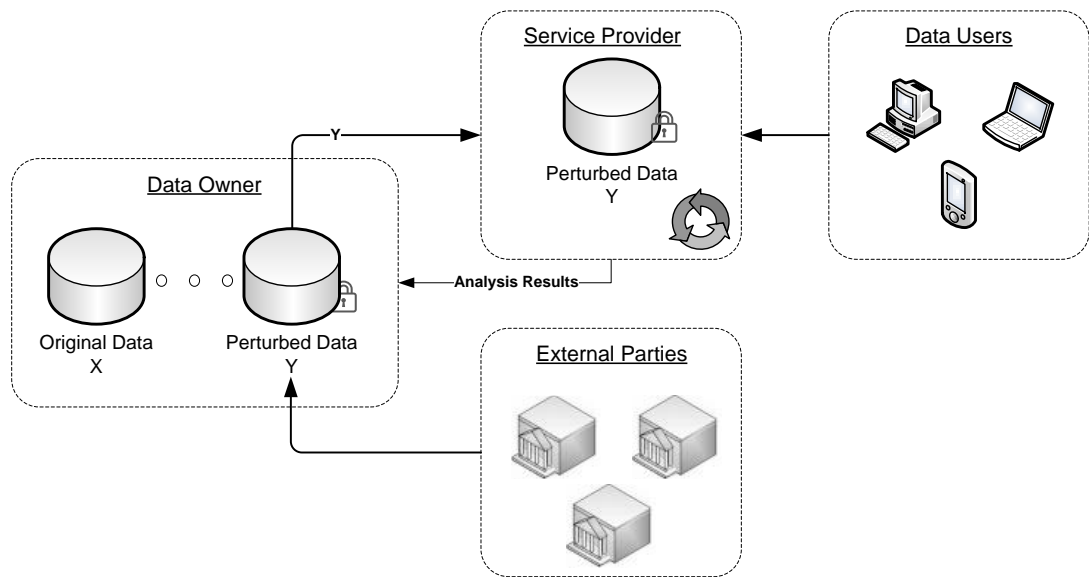 Service Provider
Data Users
Y
Perturbed Data
Y
Data Owner
Analysis Results
Original Data
X
Perturbed Data
Y
External Parties